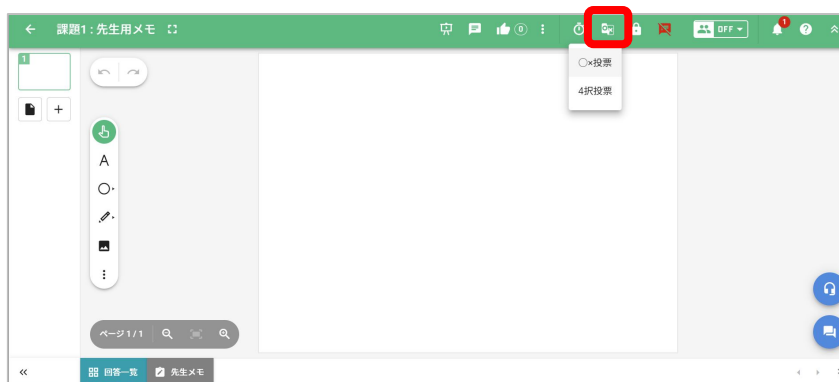 課題1 : 先生用メモ
0
OFF
1
1
○×投票
4択投票
A
ページ 1 / 1
回答一覧
先生メモ